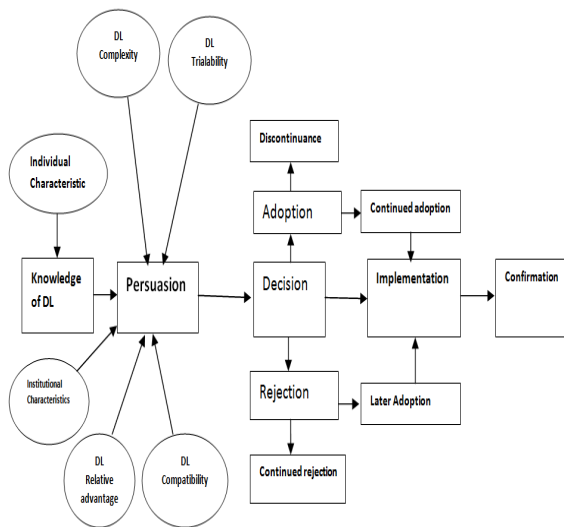 DL
Complexity
DL
Trialability
Discontinuance
Individual
Characteristic
Adoption
Continued adoption
Knowledge
of DL
Persuasion
Decision
Implementation
Confirmation
Institutional
Characteristics
Rejection
Later Adoption
DL
Relative
advantage
DL
Compatibility
Continued rejection